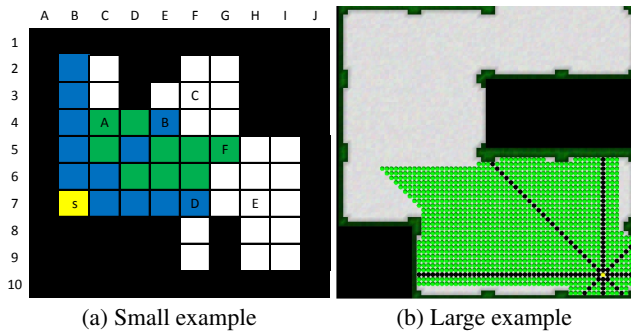 A B C D E F G H I J
1
2
3 C
4 A B
5 F
6
7 s D E
8
9
10
(a) Small example
(b) Large example